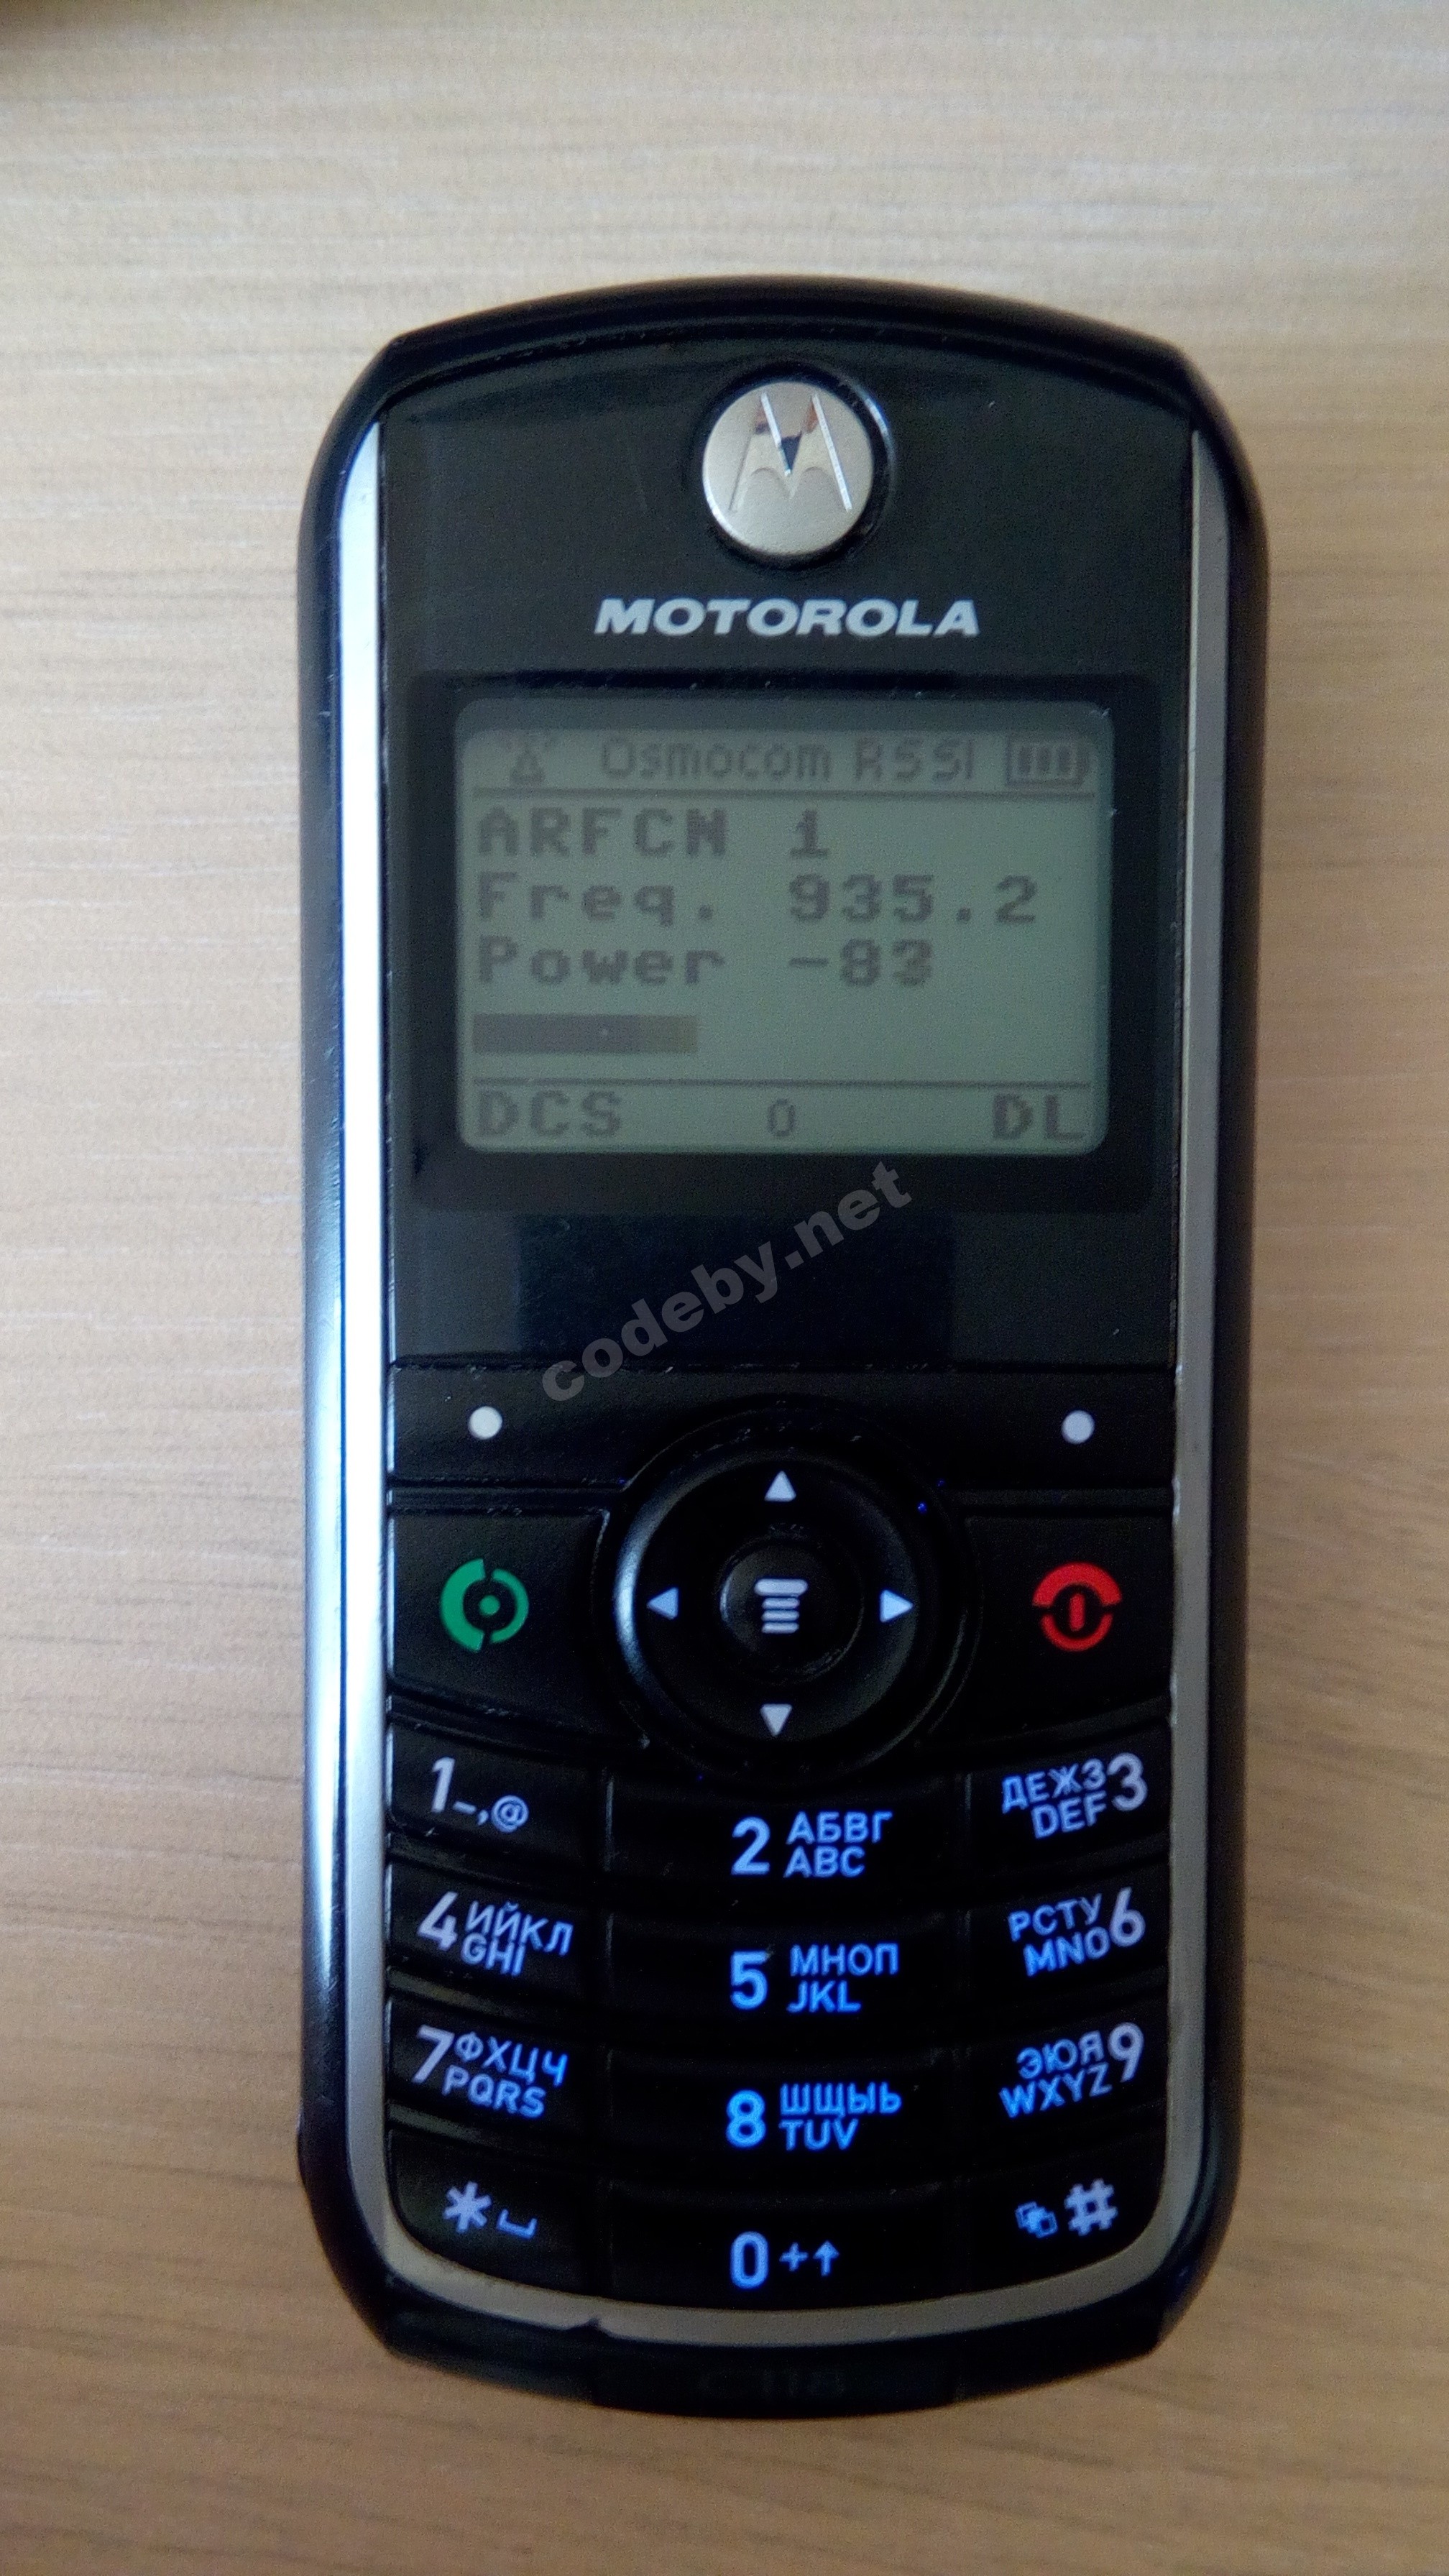 MOTOROLA
Osmocom RSSI
ARFCN 1
Freq. 935.2
Power -83
DCS 0 DL
codeby.net
1_,@
2 АБВГ
ABC
ДЕЖЗ 3
DEF
4 ИЙКЛ
GHI
5 МНОП
JKL
РСТУ 6
MNO
7 ФХЦЧ
PQRS
8 ШЩЫЬ
TUV
ЭЮЯ 9
WXYZ
*
0 +
#
C118